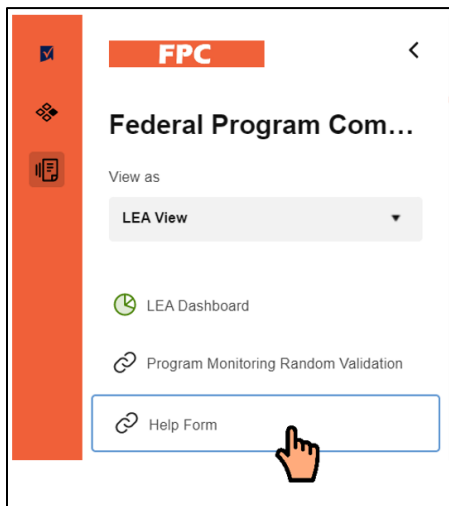 FPC
Federal Program Com...
View as
LEA View
LEA Dashboard
Program Monitoring Random Validation
Help Form